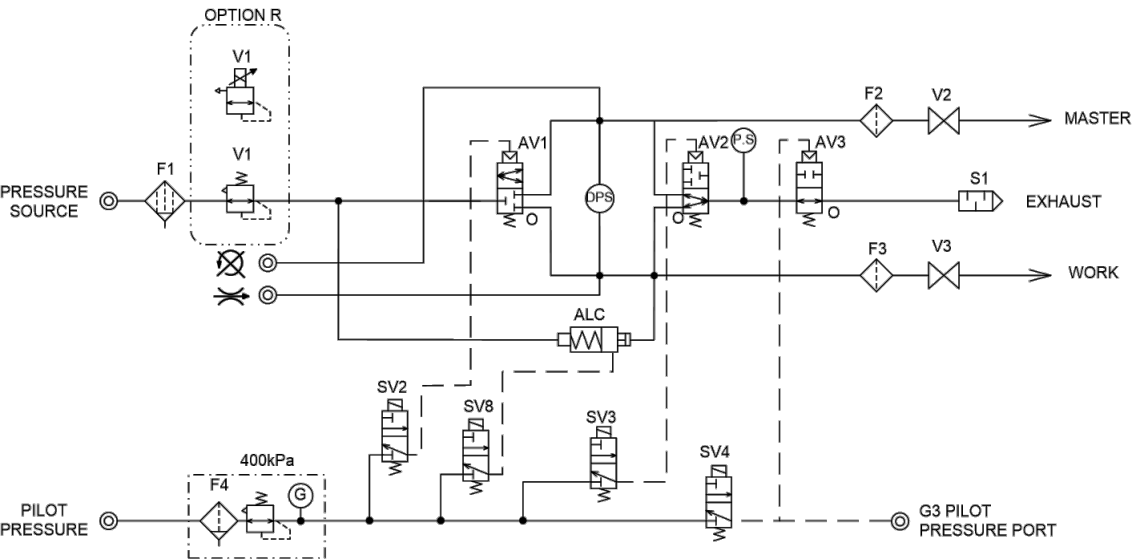 OPTION R
V1
V1
F1
PRESSURE
SOURCE
AV1
O
DPS
AV2
O
P.S
AV3
O
F2
V2
MASTER
S1
EXHAUST
F3
V3
WORK
ALC
SV2
SV8
SV3
SV4
400kPa
F4
G
PILOT
PRESSURE
G3 PILOT
PRESSURE PORT